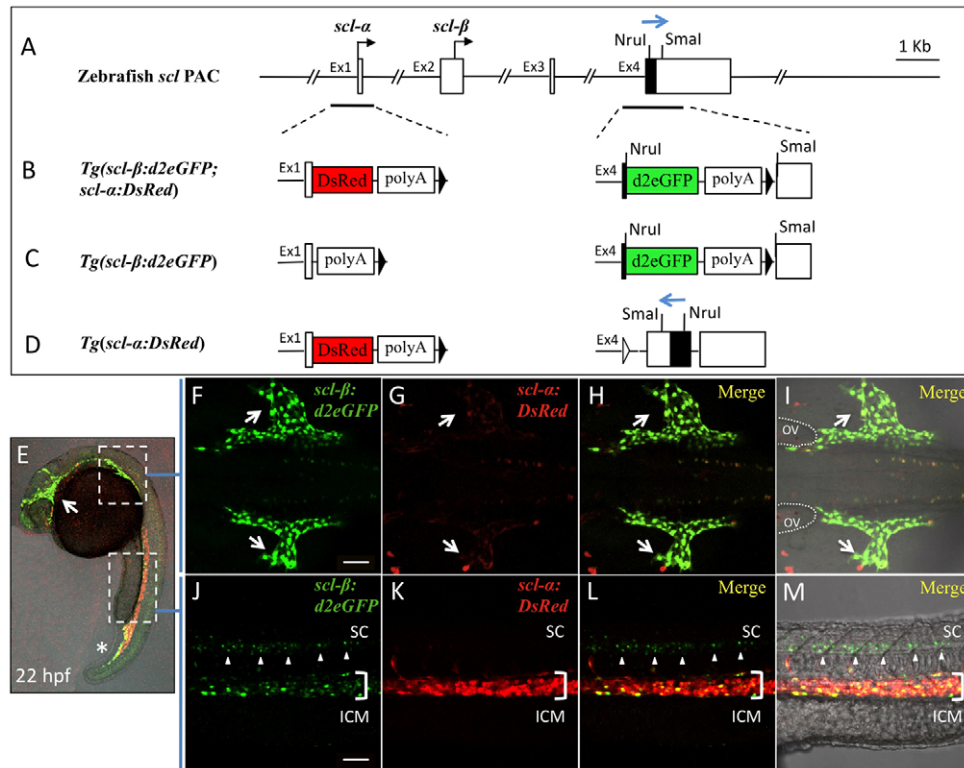 A
scl-α
scl-β
NruI
SmaI
1 Kb
Zebrafish scl PAC
Ex1
Ex2
Ex3
Ex4
B
Tg(scl-β:d2eGFP;
scl-α:DsRed)
Ex1
DsRed
polyA
NruI
SmaI
Ex4
d2eGFP
polyA
C
Tg(scl-β:d2eGFP)
Ex1
polyA
NruI
SmaI
Ex4
d2eGFP
polyA
D
Tg(scl-α:DsRed)
Ex1
DsRed
polyA
SmaI
NruI
Ex4
E
*
22 hpf
F
scl-β:
d2eGFP
G
scl-α:
DsRed
H
Merge
I
Merge
OV
OV
J
scl-β:
d2eGFP
SC
ICM
K
scl-α:
DsRed
SC
ICM
L
Merge
SC
ICM
M
Merge
SC
ICM